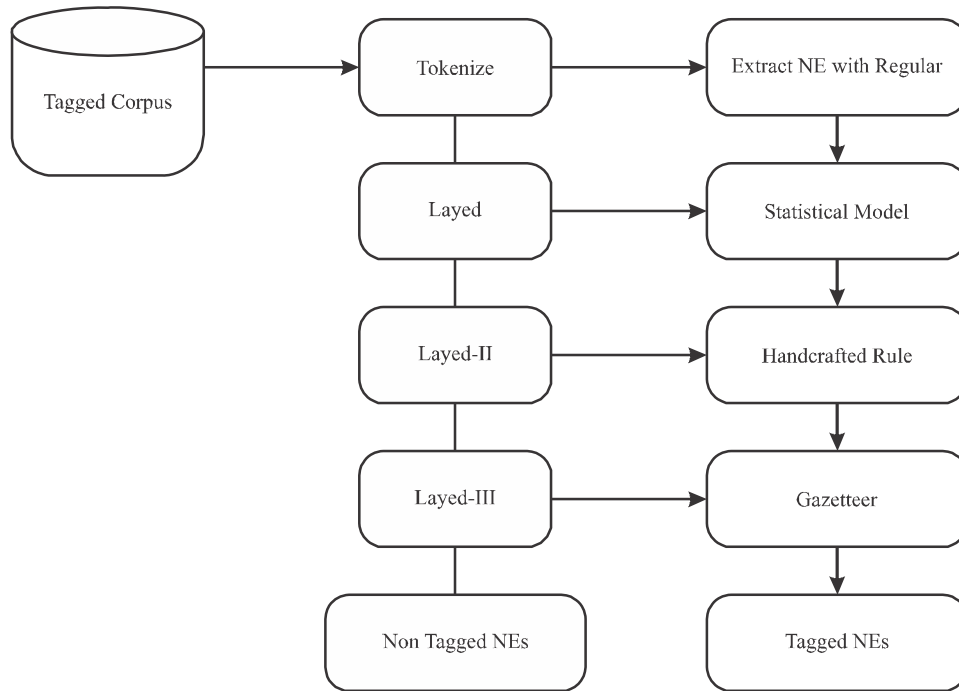 Tagged Corpus
Tokenize
Extract NE with Regular
Layed
Statistical Model
Layed-II
Handcrafted Rule
Layed-III
Gazetteer
Non Tagged NEs
Tagged NEs